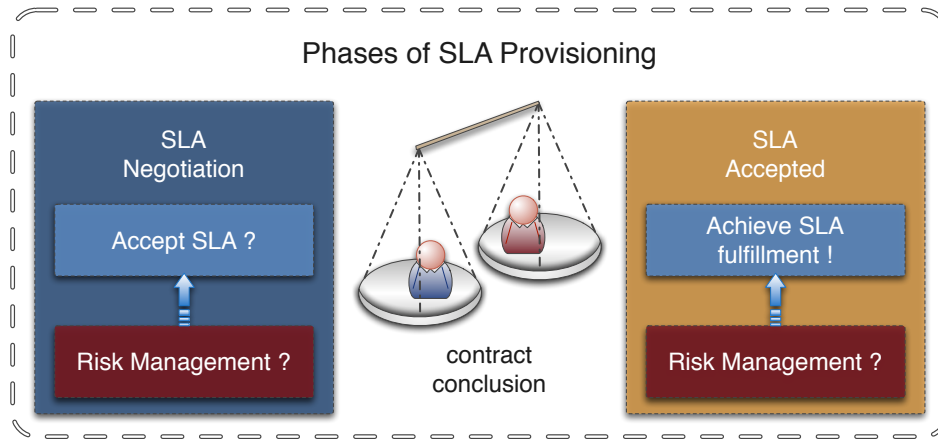 Phases of SLA Provisioning
SLA
Negotiation
Accept SLA ?
Risk Management ?
contract
conclusion
SLA
Accepted
Achieve SLA
fulfillment !
Risk Management ?